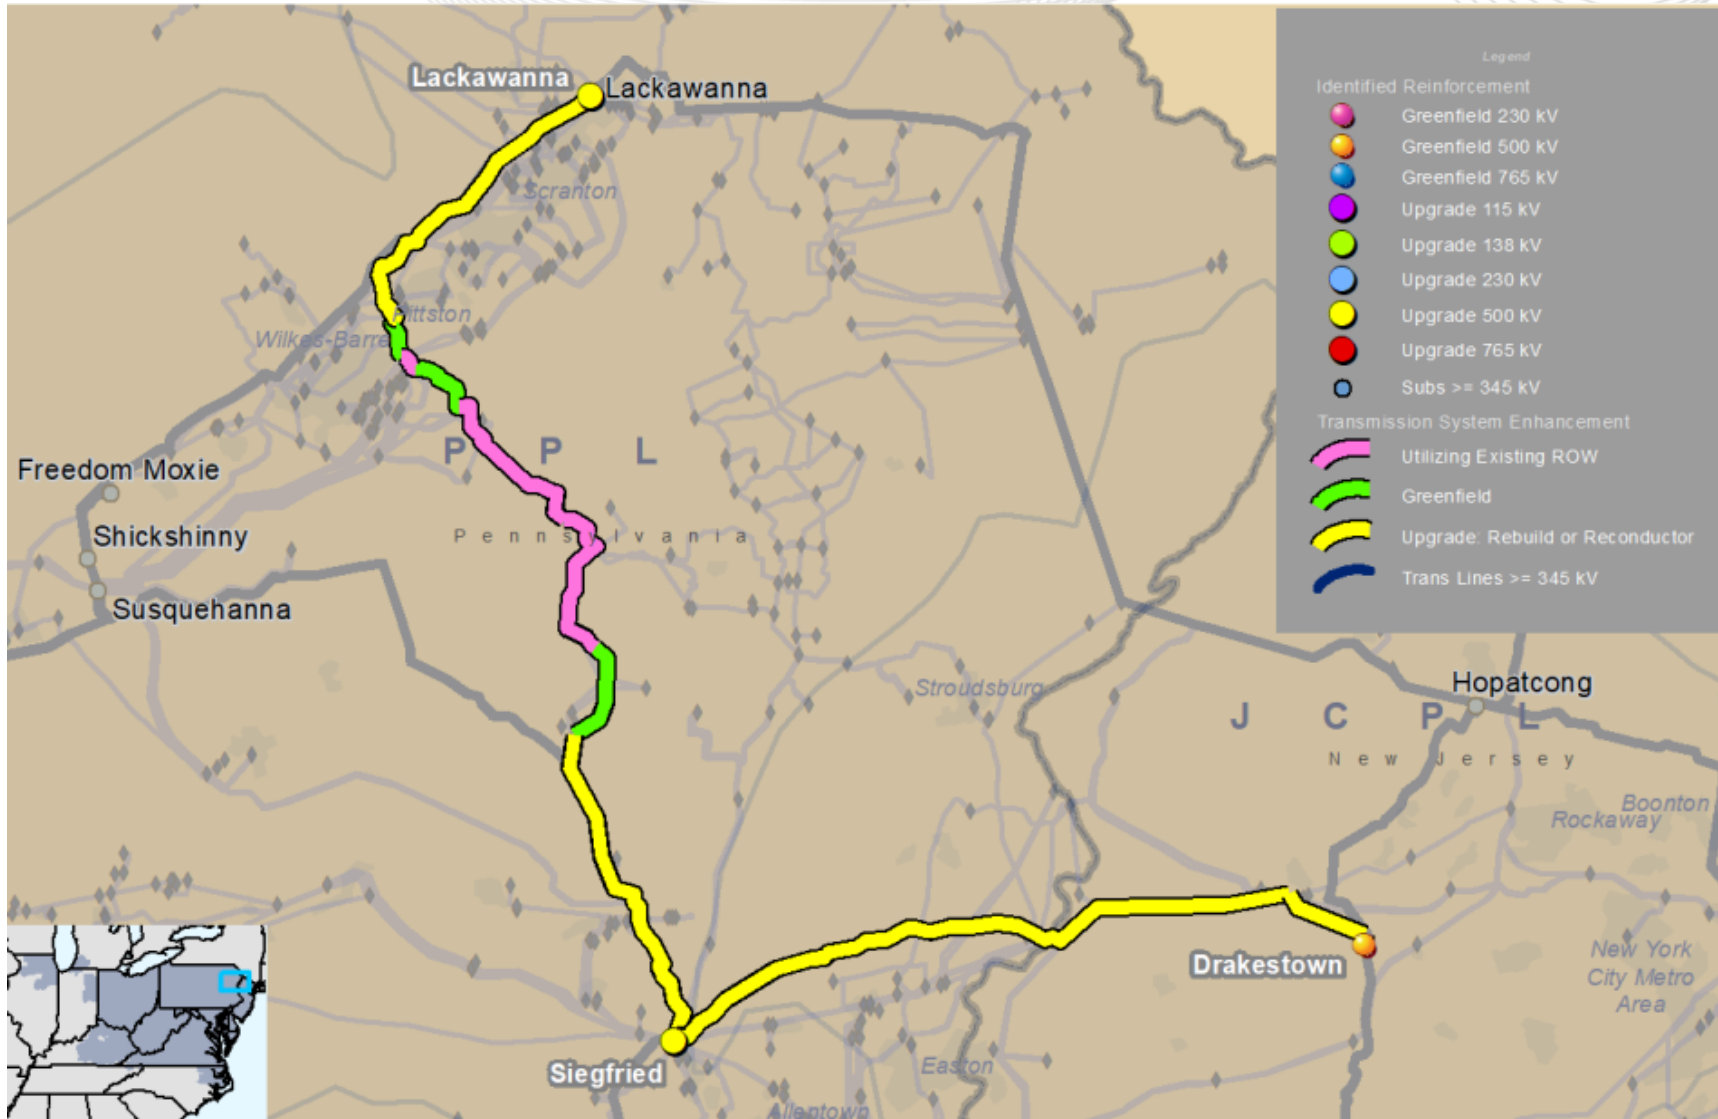 Lackawanna
Lackawanna
Scranton
Pittston
Wilkes-Barre
P P L
Freedom Moxie
Pennsylvania
Shickshinny
Susquehanna
Stroudsburg
Hopatcong
J C P L
New Jersey
Boonton
Rockaway
Drakestown
New York
City Metro
Area
Siegfried
Easton
Allentown
Legend
Identified Reinforcement
Greenfield 230 kV
Greenfield 500 kV
Greenfield 765 kV
Upgrade 115 kV
Upgrade 138 kV
Upgrade 230 kV
Upgrade 500 kV
Upgrade 765 kV
Subs >= 345 kV
Transmission System Enhancement
Utilizing Existing ROW
Greenfield
Upgrade: Rebuild or Reconductor
Trans Lines >= 345 kV